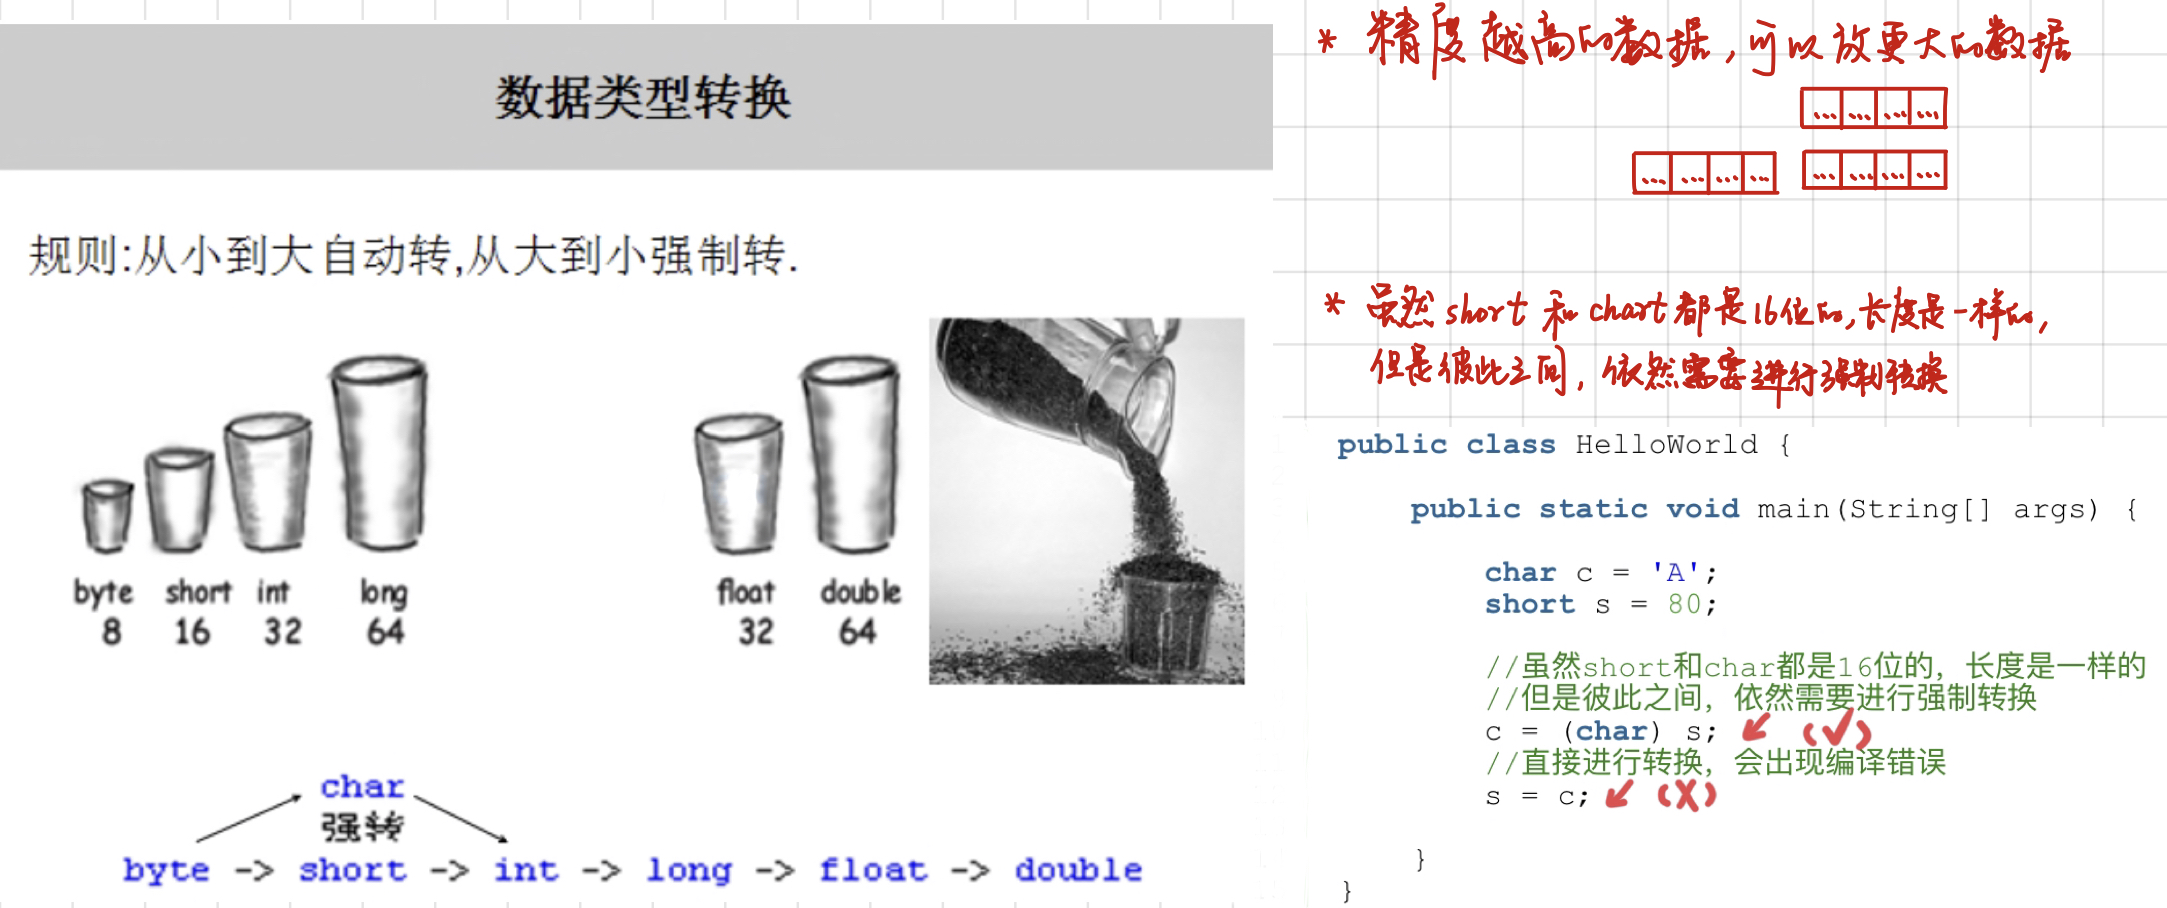 数据类型转换
规则:从小到大自动转,从大到小强制转.
byte short int long float double
8 16 32 64 32 64
char
强转
byte -> short -> int -> long -> float -> double
* 精度越高的数据,可以放更大的数据
* 虽然 short 和 chart 都是16位的,长度是一样的,
但是彼此之间,依然需要进行强制转换
public class HelloWorld {
public static void main(String[] args) {
char c = 'A';
short s = 80;
//虽然short和char都是16位的，长度是一样的
//但是彼此之间，依然需要进行强制转换
c = (char) s; (✓)
//直接进行转换，会出现编译错误
s = c; (X)
}
}